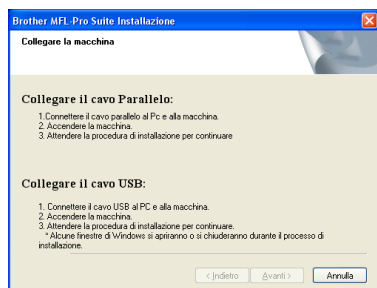 Brother MFL-Pro Suite Installazione
Collegare la macchina
Collegare il cavo Parallelo:
1.Connettere il cavo parallelo al Pc e alla macchina.
2. Accendere la macchina.
3. Attendere la procedura di installazione per continuare
Collegare il cavo USB:
1. Connettere il cavo USB al PC e alla macchina.
2. Accendere la macchina.
3. Attendere la procedura di installazione per continuare.
* Alcune finestre di Windows si apriranno o si chiuderanno durante il processo di
installazione.
< Indietro Avanti > Annulla